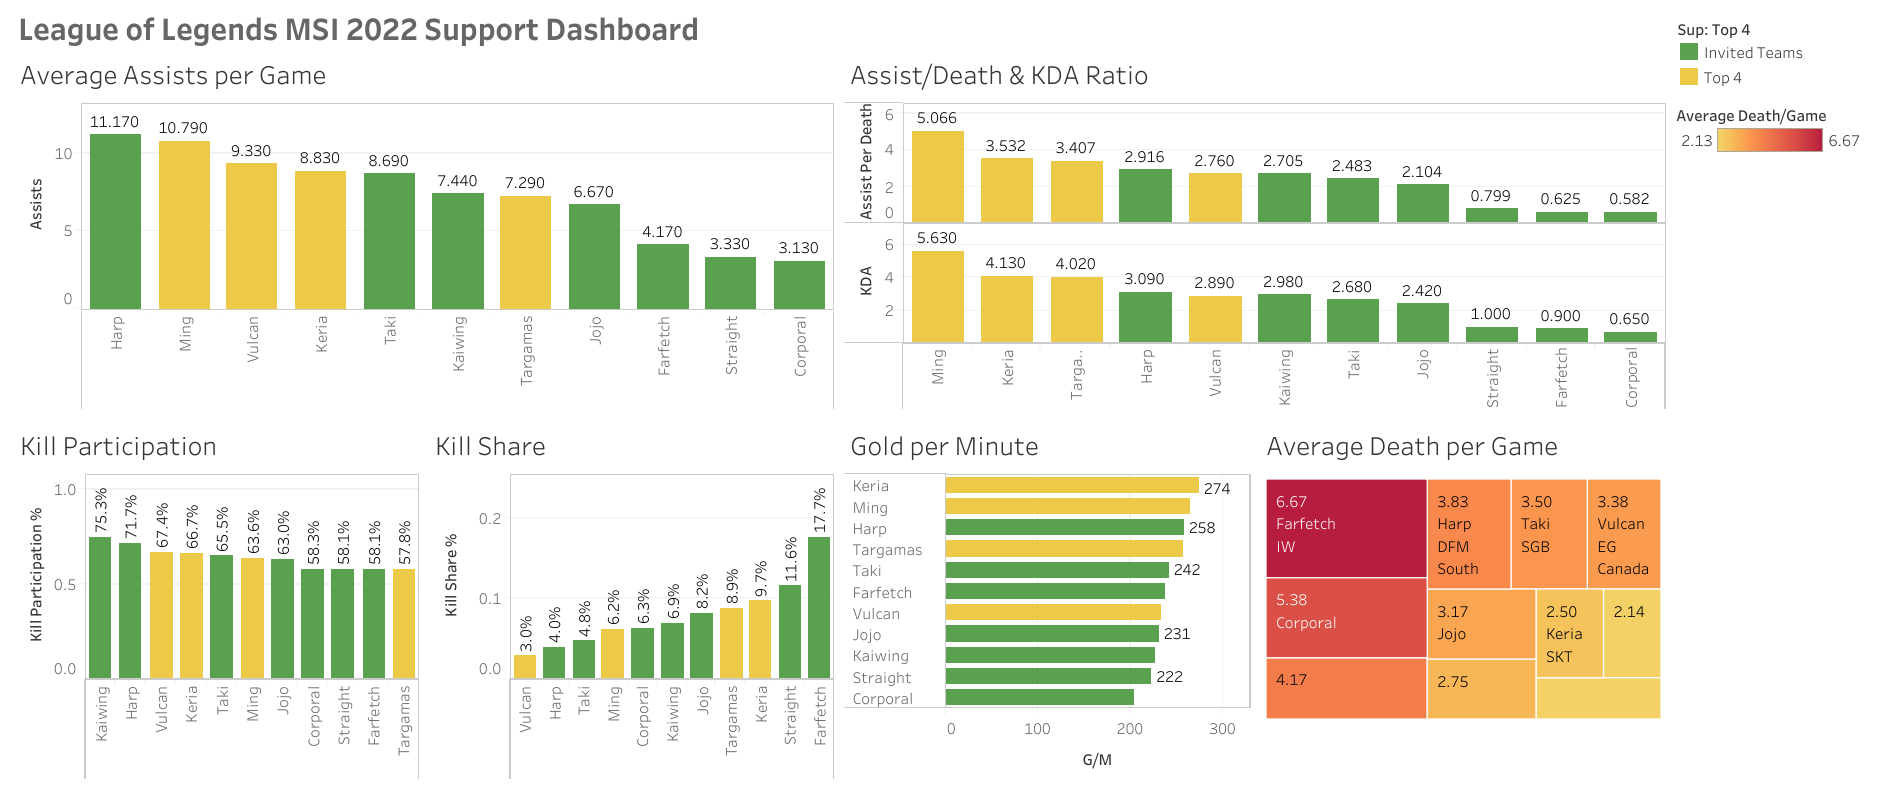 League of Legends MSI 2022 Support Dashboard
Average Assists per Game
Assists
10
5
0
11.170
10.790
9.330
8.830
8.690
7.440
7.290
6.670
4.170
3.330
3.130
Harp
Ming
Vulcan
Keria
Taki
Kaiwing
Targamas
Jojo
Farfetch
Straight
Corporal
Assist/Death & KDA Ratio
Assist Per Death
6
4
2
0
5.066
3.532
3.407
2.916
2.760
2.705
2.483
2.104
0.799
0.625
0.582
KDA
6
4
2
5.630
4.130
4.020
3.090
2.890
2.980
2.680
2.420
1.000
0.900
0.650
Ming
Keria
Targa..
Harp
Vulcan
Kaiwing
Taki
Jojo
Straight
Farfetch
Corporal
Sup: Top 4
Invited Teams
Top 4
Average Death/Game
2.13
6.67
Kill Participation
Kill Participation %
1.0
0.5
0.0
75.3%
71.7%
67.4%
66.7%
65.5%
63.6%
63.0%
58.3%
58.1%
58.1%
57.8%
Kaiwing
Harp
Vulcan
Keria
Taki
Ming
Jojo
Corporal
Straight
Farfetch
Targamas
Kill Share
Kill Share %
0.2
0.1
0.0
3.0%
4.0%
4.8%
6.2%
6.3%
6.9%
8.2%
8.9%
9.7%
11.6%
17.7%
Vulcan
Harp
Taki
Ming
Corporal
Kaiwing
Jojo
Targamas
Keria
Straight
Farfetch
Gold per Minute
Keria 274
Ming
Harp 258
Targamas
Taki 242
Farfetch
Vulcan
Jojo 231
Kaiwing
Straight 222
Corporal
0 100 200 300
G/M
Average Death per Game
6.67
Farfetch
IW
5.38
Corporal
4.17
3.83
Harp
DFM
South
3.50
Taki
SGB
3.38
Vulcan
EG
Canada
3.17
Jojo
2.75
2.50
Keria
SKT
2.14